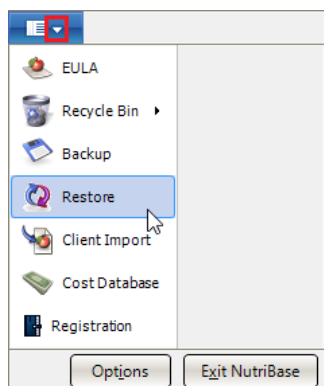 EULA
Recycle Bin
Backup
Restore
Client Import
Cost Database
Registration
Options Exit NutriBase